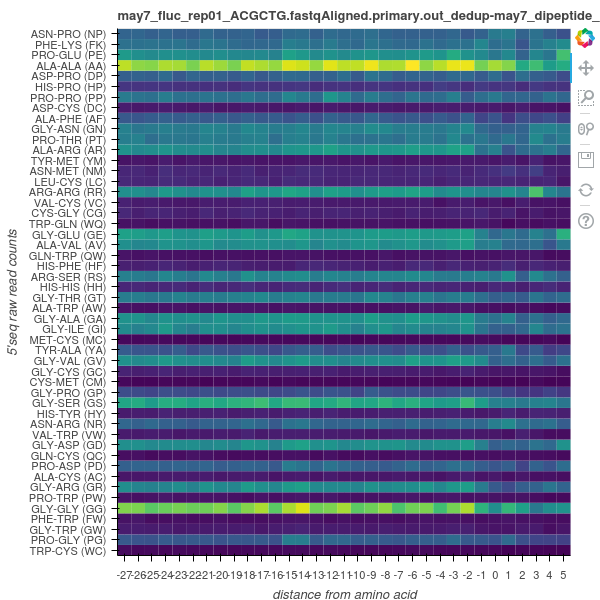 may7_fluc_rep01_ACGCTG.fastqAligned.primary.out_dedup-may7_dipeptide_
ASN-PRO (NP)
PHE-LYS (FK)
PRO-GLU (PE)
ALA-ALA (AA)
ASP-PRO (DP)
HIS-PRO (HP)
PRO-PRO (PP)
ASP-CYS (DC)
ALA-PHE (AF)
GLY-ASN (GN)
PRO-THR (PT)
ALA-ARG (AR)
TYR-MET (YM)
ASN-MET (NM)
LEU-CYS (LC)
ARG-ARG (RR)
VAL-CYS (VC)
CYS-GLY (CG)
TRP-GLN (WQ)
GLY-GLU (GE)
ALA-VAL (AV)
GLN-TRP (QW)
HIS-PHE (HF)
ARG-SER (RS)
HIS-HIS (HH)
GLY-THR (GT)
ALA-TRP (AW)
GLY-ALA (GA)
GLY-ILE (GI)
MET-CYS (MC)
TYR-ALA (YA)
GLY-VAL (GV)
GLY-CYS (GC)
CYS-MET (CM)
GLY-PRO (GP)
GLY-SER (GS)
HIS-TYR (HY)
ASN-ARG (NR)
VAL-TRP (VW)
GLY-ASP (GD)
GLN-CYS (QC)
PRO-ASP (PD)
ALA-CYS (AC)
GLY-ARG (GR)
PRO-TRP (PW)
GLY-GLY (GG)
PHE-TRP (FW)
GLY-TRP (GW)
PRO-GLY (PG)
TRP-CYS (WC)
5'seq raw read counts
-27-26-25-24-23-22-21-20-19-18-17-16-15-14-13-12-11-10 -9 -8 -7 -6 -5 -4 -3 -2 -1 0 1 2 3 4 5
distance from amino acid